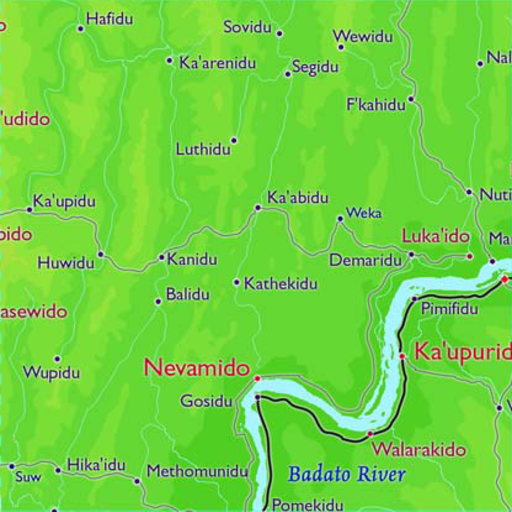 Hafidu
Sovidu
Wewidu
Ka'arenidu
Segidu
Nal
F'kahidu
'udido
Luthidu
Ka'upidu
Ka'abidu
Weka
Nuti
Luka'ido
Ma
pido
Huwidu
Kanidu
Demaridu
Kathekidu
Balidu
Pimifidu
asewido
Ka'upurid
Wupidu
Nevamido
Gosidu
Walarakido
Suw
Hika'idu
Methomunidu
Badato River
Pomekidu